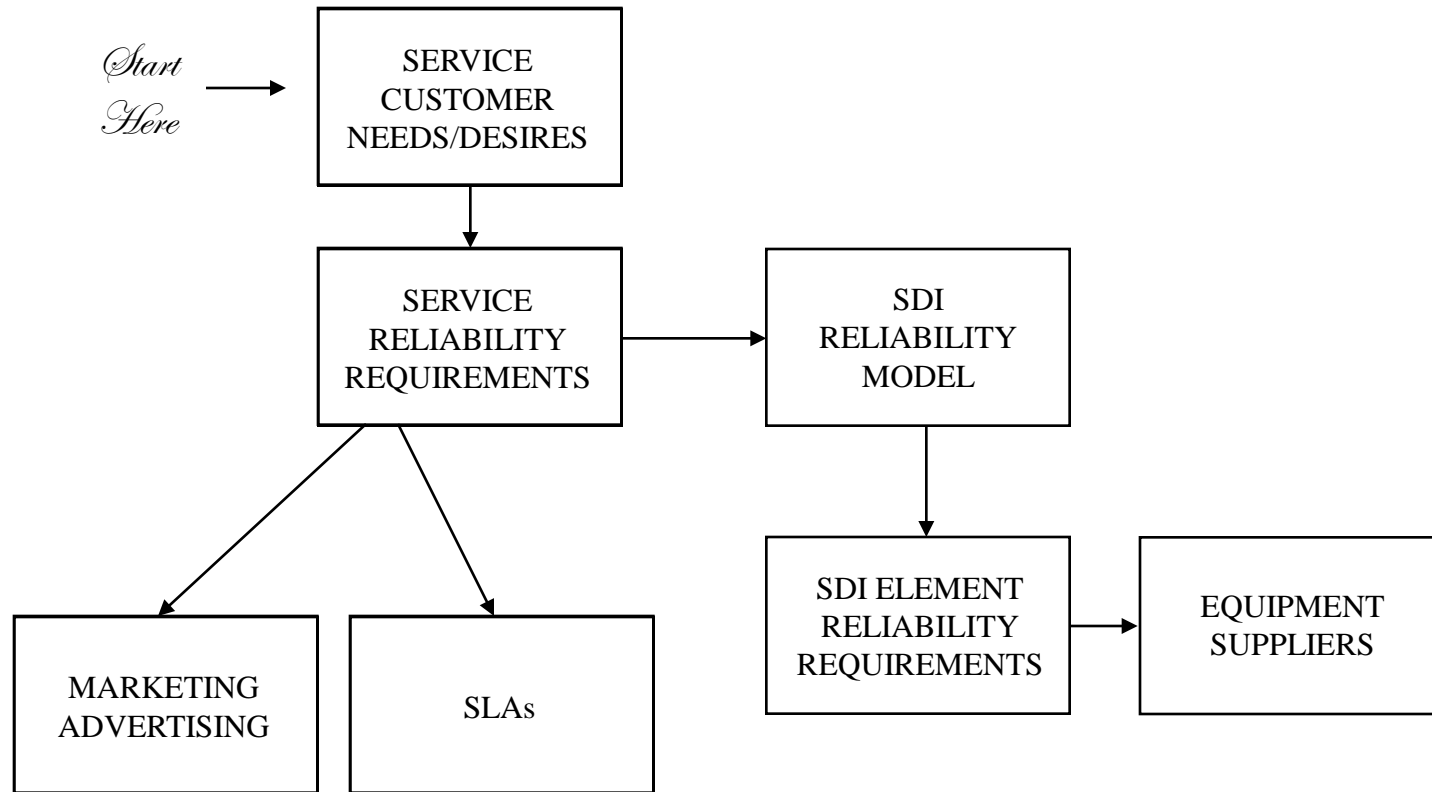 Start
Here
SERVICE
CUSTOMER
NEEDS/DESIRES
SERVICE
RELIABILITY
REQUIREMENTS
SDI
RELIABILITY
MODEL
MARKETING
ADVERTISING
SLAs
SDI ELEMENT
RELIABILITY
REQUIREMENTS
EQUIPMENT
SUPPLIERS